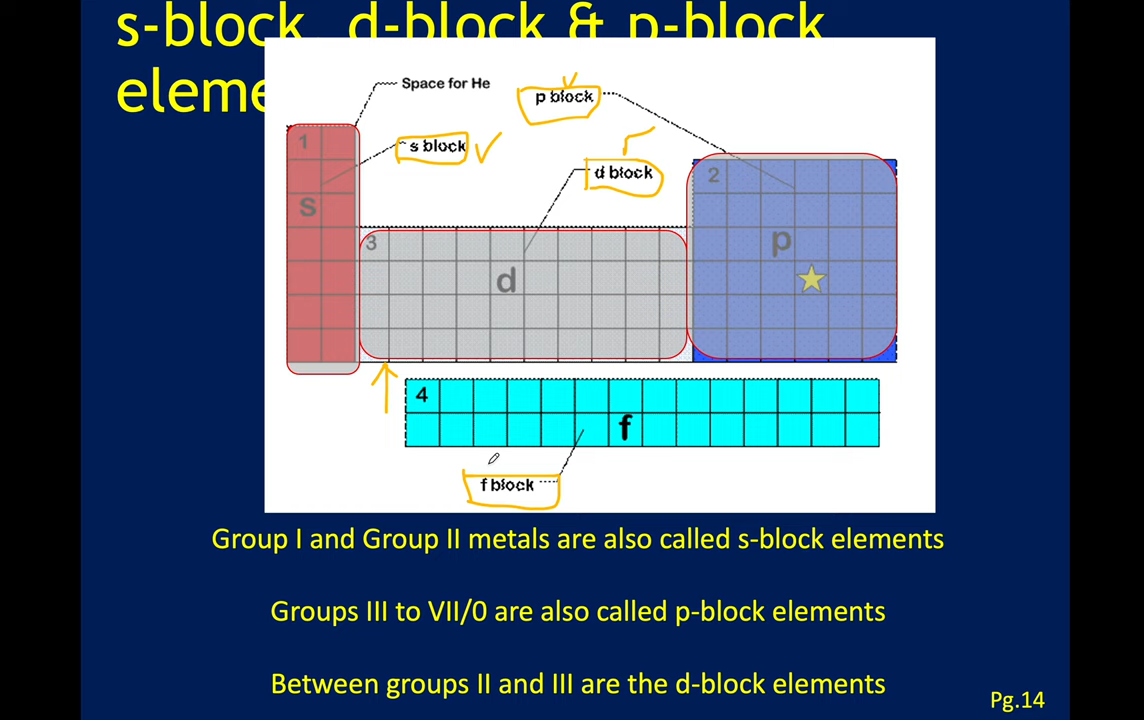 s-block, d-block & p-block
eleme
Space for He
p block
1
s block
d block
2
s
3
p
d
4
f
f block
Group I and Group II metals are also called s-block elements
Groups III to VII/0 are also called p-block elements
Between groups II and III are the d-block elements
Pg.14